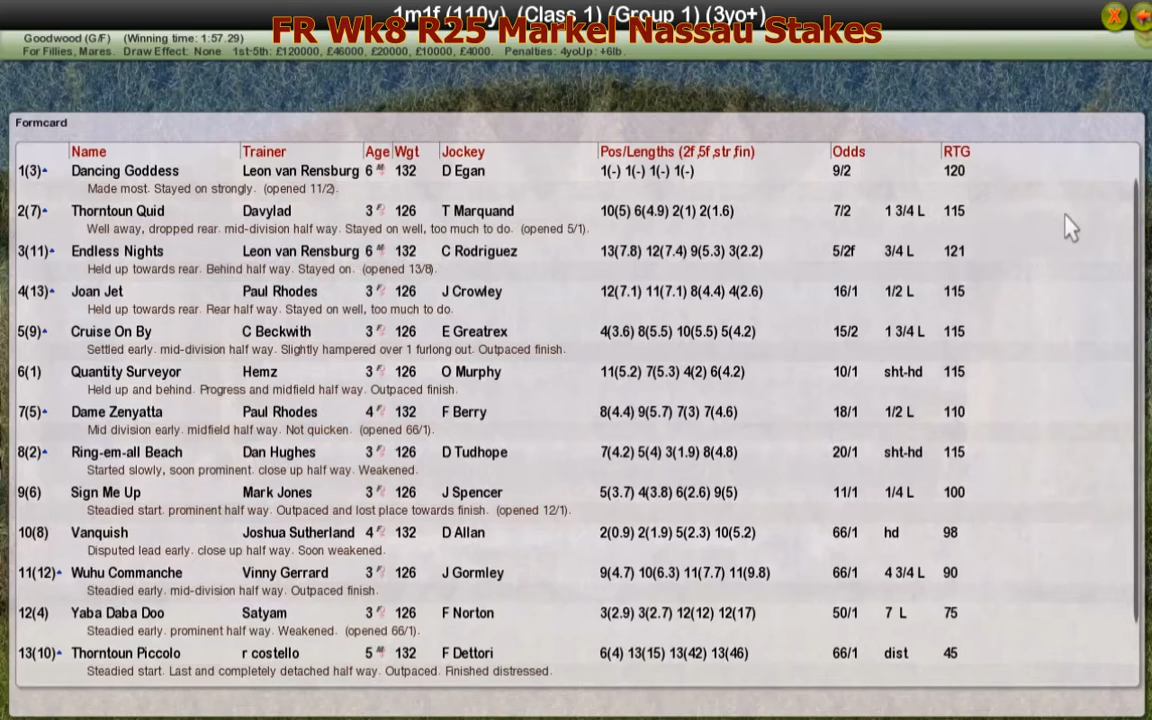 1m1f (110y). (Class 1) (Group 1) (3yo+)
FR Wk8 R25 Markel Nassau Stakes
Goodwood (G/F) (Winning time: 1:57.29)
For Fillies, Mares. Draw Effect: None 1st-5th: £120000, £46000, £20000, £10000, £4000. Penalties: 4yoUp: +6lb.
Formcard
Name Trainer Age Wgt Jockey Pos/Lengths (2f,5f,str,fin) Odds RTG
1(3) Dancing Goddess Leon van Rensburg 6 132 D Egan 1(-) 1(-) 1(-) 1(-) 9/2 120
Made most. Stayed on strongly. (opened 11/2).
2(7) Thorntoun Quid Davylad 3 126 T Marquand 10(5) 6(4.9) 2(1) 2(1.6) 7/2 1 3/4 L 115
Well away, dropped rear. mid-division half way. Stayed on well, too much to do. (opened 5/1).
3(11) Endless Nights Leon van Rensburg 6 132 C Rodriguez 13(7.8) 12(7.4) 9(5.3) 3(2.2) 5/2f 3/4 L 121
Held up towards rear. Behind half way. Stayed on. (opened 13/8).
4(13) Joan Jet Paul Rhodes 3 126 J Crowley 12(7.1) 11(7.1) 8(4.4) 4(2.6) 16/1 1/2 L 115
Held up towards rear. Rear half way. Stayed on well, too much to do.
5(9) Cruise On By C Beckwith 3 126 E Greatrex 4(3.6) 8(5.5) 10(5.5) 5(4.2) 15/2 1 3/4 L 115
Settled early. mid-division half way. Slightly hampered over 1 furlong out. Outpaced finish.
6(1) Quantity Surveyor Hemz 3 126 O Murphy 11(5.2) 7(5.3) 4(2) 6(4.2) 10/1 sht-hd 115
Held up and behind. Progress and midfield half way. Outpaced finish.
7(5) Dame Zenyatta Paul Rhodes 4 132 F Berry 8(4.4) 9(5.7) 7(3) 7(4.6) 18/1 1/2 L 110
Mid division early. midfield half way. Not quicken. (opened 66/1).
8(2) Ring-em-all Beach Dan Hughes 3 126 D Tudhope 7(4.2) 5(4) 3(1.9) 8(4.8) 20/1 sht-hd 115
Started slowly, soon prominent. close up half way. Weakened.
9(6) Sign Me Up Mark Jones 3 126 J Spencer 5(3.7) 4(3.8) 6(2.6) 9(5) 11/1 1/4 L 100
Steadied start. prominent half way. Outpaced and lost place towards finish. (opened 12/1).
10(8) Vanquish Joshua Sutherland 4 132 D Allan 2(0.9) 2(1.9) 5(2.3) 10(5.2) 66/1 hd 98
Disputed lead early. close up half way. Soon weakened.
11(12) Wuhu Commanche Vinny Gerrard 3 126 J Gormley 9(4.7) 10(6.3) 11(7.7) 11(9.8) 66/1 4 3/4 L 90
Steadied early. mid-division half way. Outpaced finish.
12(4) Yaba Daba Doo Satyam 3 126 F Norton 3(2.9) 3(2.7) 12(12) 12(17) 50/1 7 L 75
Steadied early. prominent half way. Weakened. (opened 66/1).
13(10) Thorntoun Piccolo r costello 5 132 F Dettori 6(4) 13(15) 13(42) 13(46) 66/1 dist 45
Steadied start. Last and completely detached half way. Outpaced. Finished distressed.